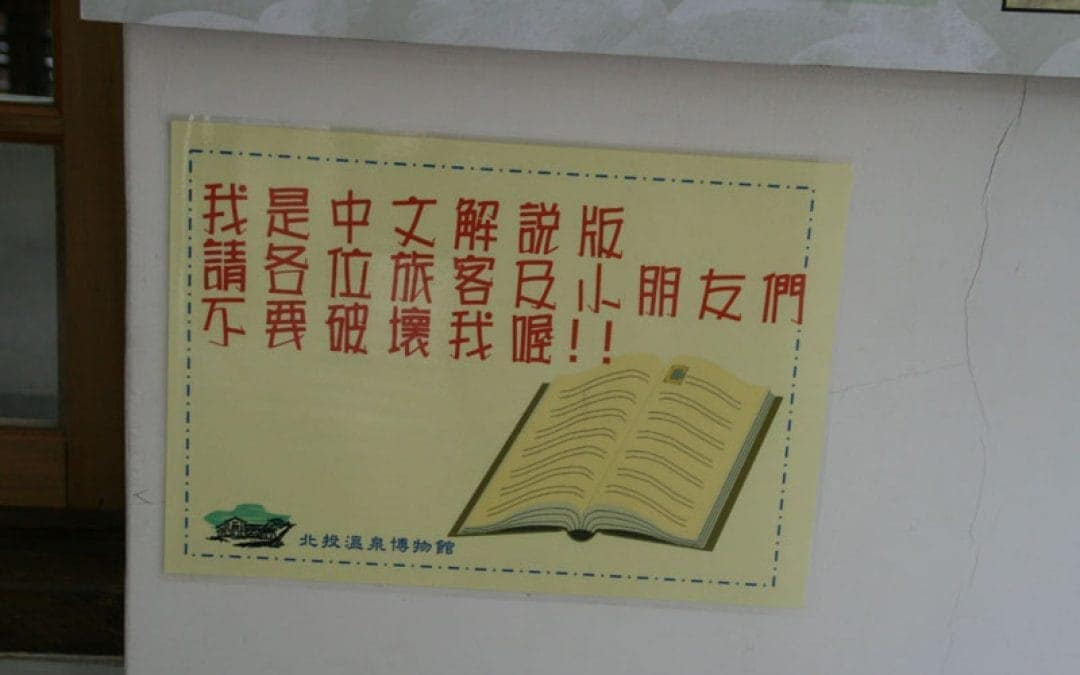 我是中文解說版
請各位旅客及小朋友們
不要破壞我喔!!
北投溫泉博物館